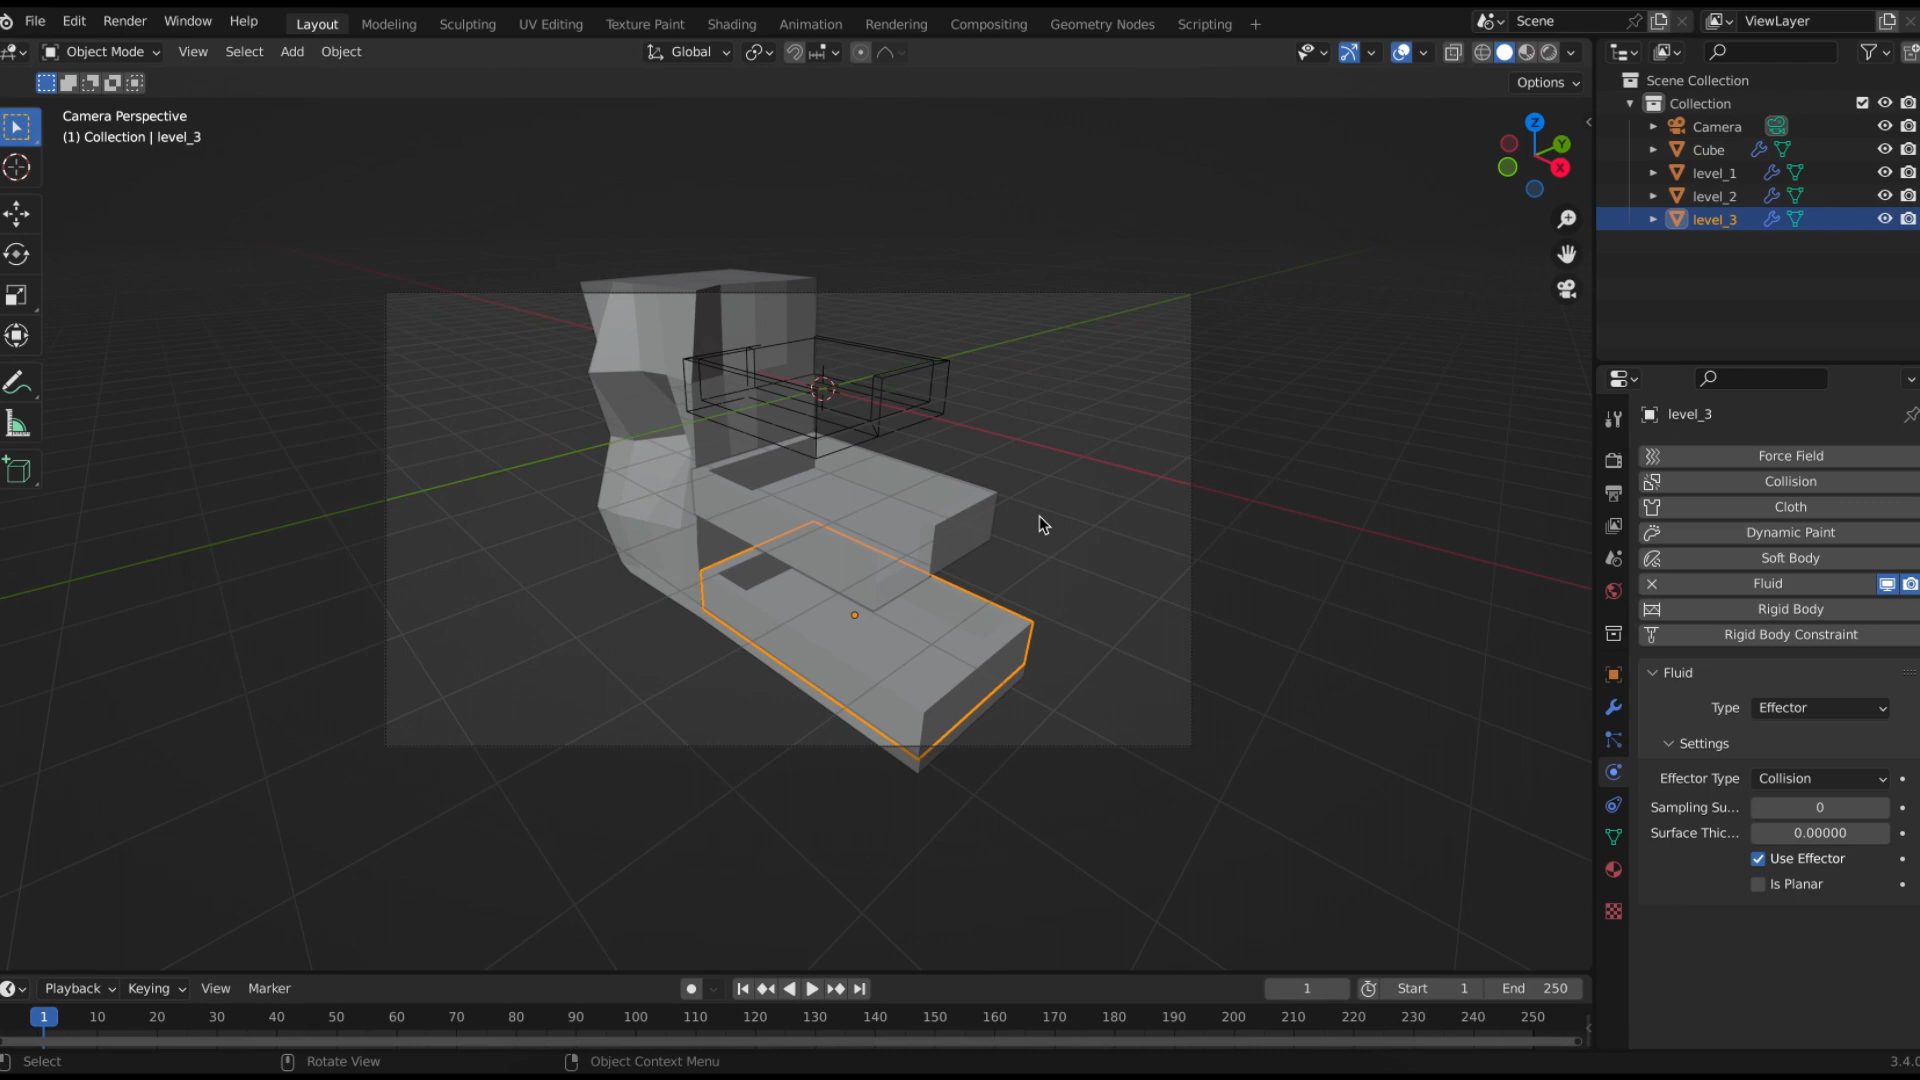 File Edit Render Window Help Layout Modeling Sculpting UV Editing Texture Paint Shading Animation Rendering Compositing Geometry Nodes Scripting + Scene ViewLayer
Object Mode View Select Add Object Global
Options
Camera Perspective
(1) Collection | level_3
Z
Y
X
Scene Collection
Collection
Camera
Cube
level_1
level_2
level_3
level_3
Force Field
Collision
Cloth
Dynamic Paint
Soft Body
Fluid
Rigid Body
Rigid Body Constraint
Fluid
Type Effector
Settings
Effector Type Collision
Sampling Su... 0
Surface Thic... 0.00000
Use Effector
Is Planar
Playback Keying View Marker 1 Start 1 End 250
1 10 20 30 40 50 60 70 80 90 100 110 120 130 140 150 160 170 180 190 200 210 220 230 240 250
Select Rotate View Object Context Menu 3.4.0